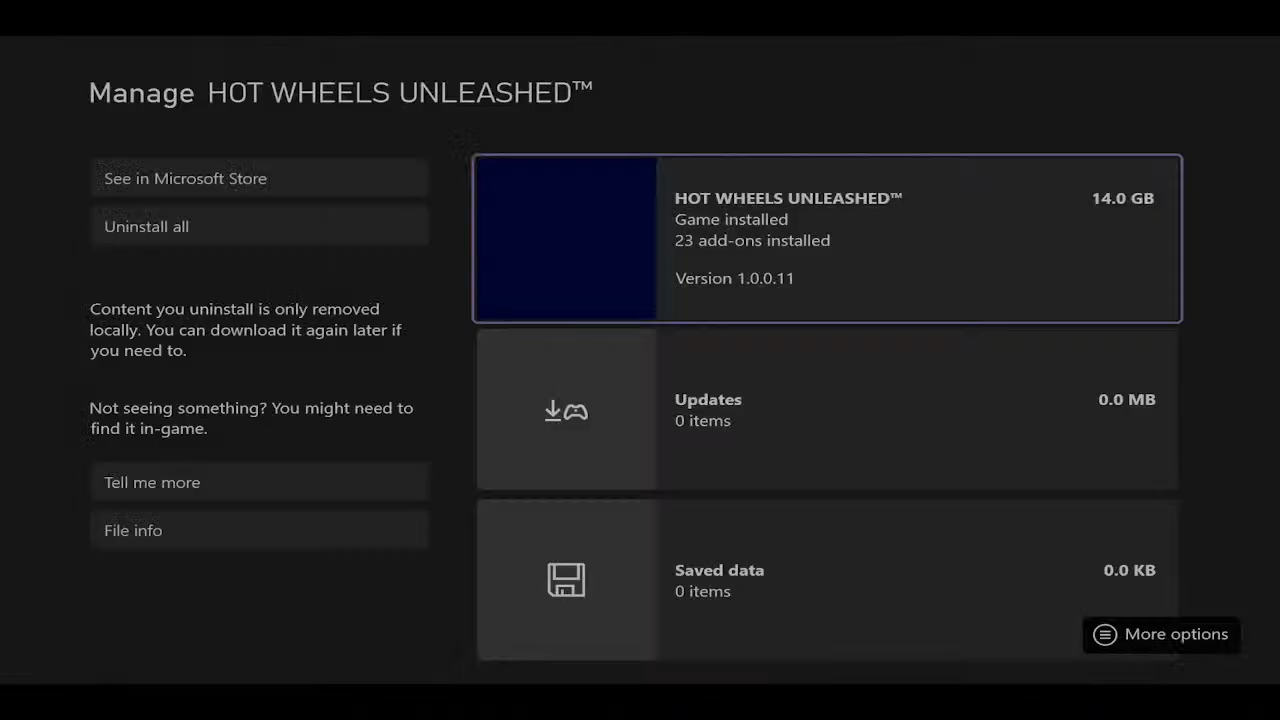 Manage HOT WHEELS UNLEASHED™
See in Microsoft Store
Uninstall all
Content you uninstall is only removed
locally. You can download it again later if
you need to.
Not seeing something? You might need to
find it in-game.
Tell me more
File info
HOT WHEELS UNLEASHED™ 14.0 GB
Game installed
23 add-ons installed
Version 1.0.0.11
Updates 0.0 MB
0 items
Saved data 0.0 KB
0 items
More options